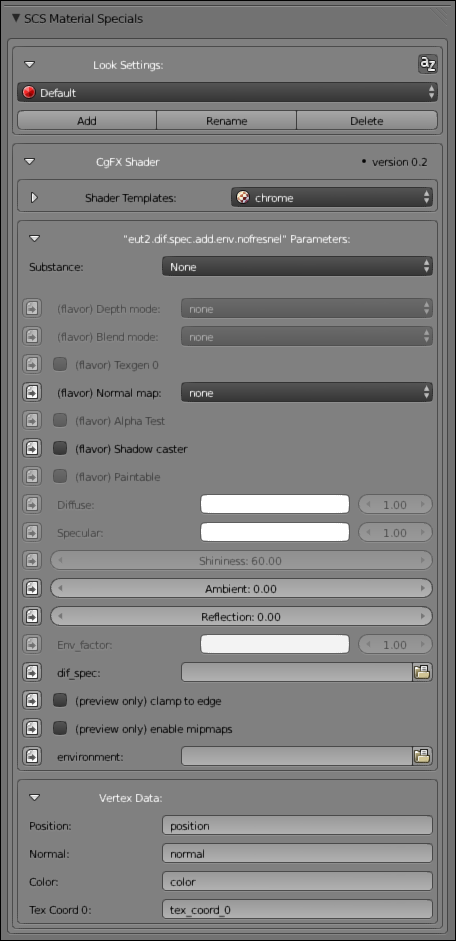 SCS Material Specials
Look Settings:
az
Default
Add Rename Delete
CgFX Shader • version 0.2
Shader Templates: chrome
"eut2.dif.spec.add.env.nofresnel" Parameters:
Substance: None
(flavor) Depth mode: none
(flavor) Blend mode: none
(flavor) Texgen 0
(flavor) Normal map: none
(flavor) Alpha Test
(flavor) Shadow caster
(flavor) Paintable
Diffuse: 1.00
Specular: 1.00
Shininess: 60.00
Ambient: 0.00
Reflection: 0.00
Env_factor: 1.00
dif_spec:
(preview only) clamp to edge
(preview only) enable mipmaps
environment:
Vertex Data:
Position: position
Normal: normal
Color: color
Tex Coord 0: tex_coord_0